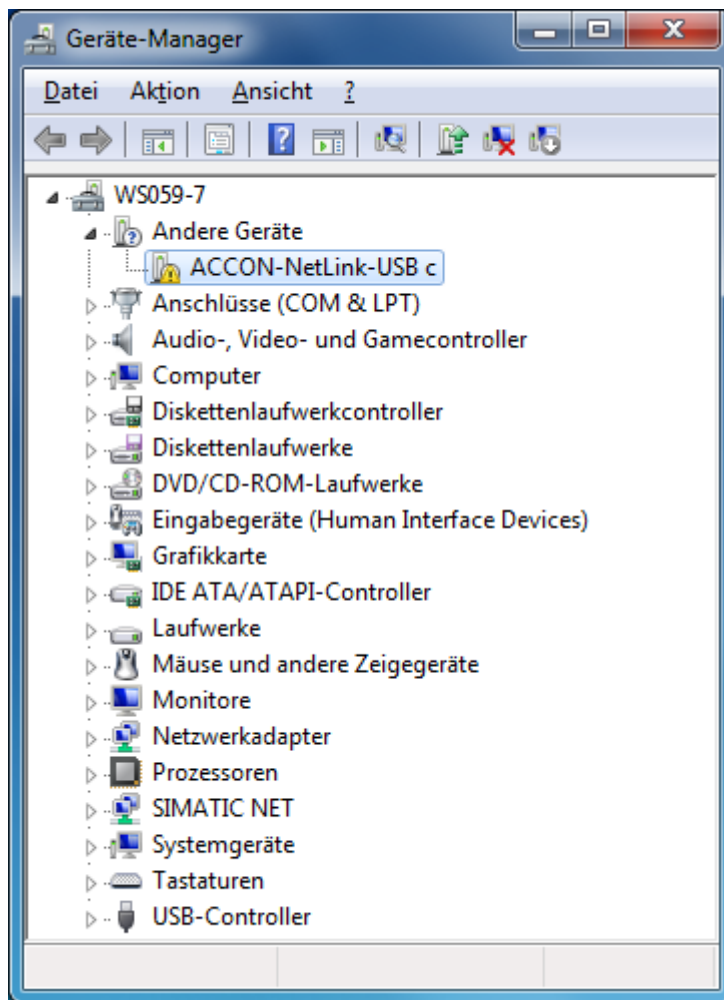 Geräte-Manager
Datei Aktion Ansicht ?
WS059-7
Andere Geräte
ACCON-NetLink-USB c
Anschlüsse (COM & LPT)
Audio-, Video- und Gamecontroller
Computer
Diskettenlaufwerkcontroller
Diskettenlaufwerke
DVD/CD-ROM-Laufwerke
Eingabegeräte (Human Interface Devices)
Grafikkarte
IDE ATA/ATAPI-Controller
Laufwerke
Mäuse und andere Zeigegeräte
Monitore
Netzwerkadapter
Prozessoren
SIMATIC NET
Systemgeräte
Tastaturen
USB-Controller